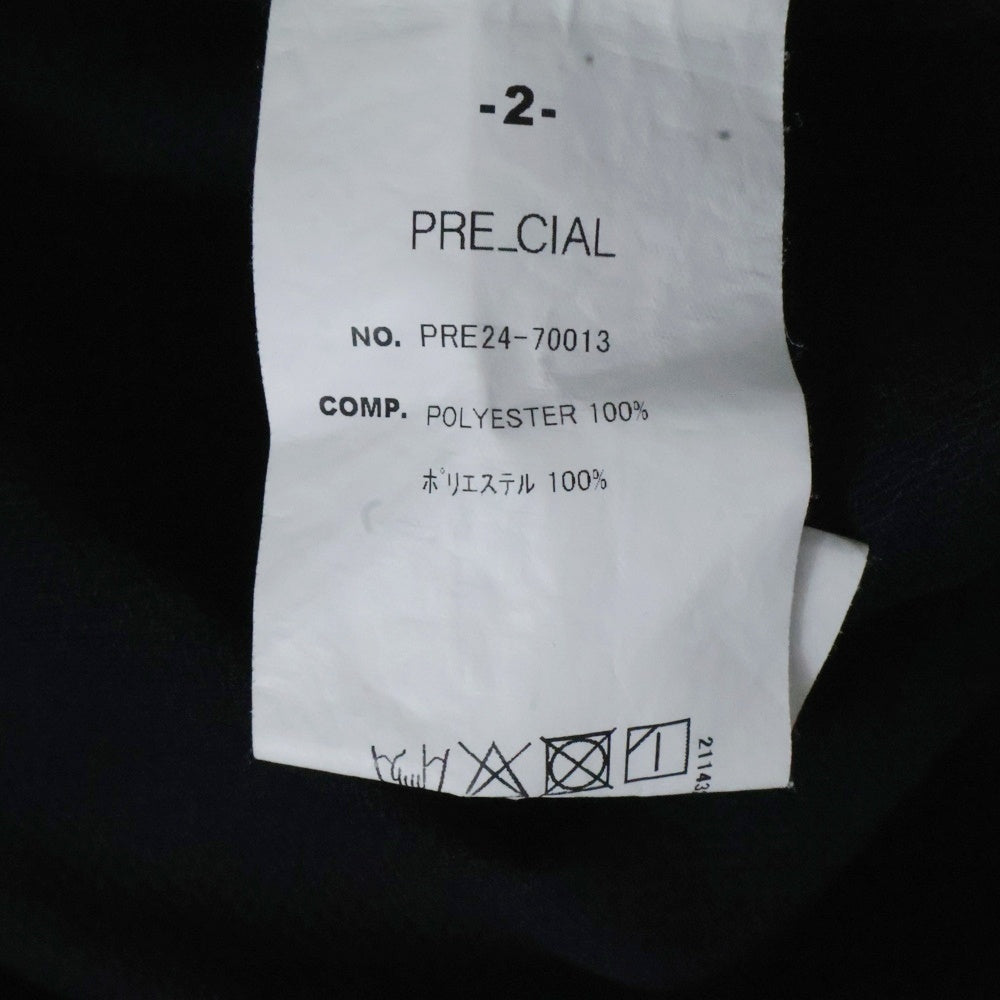 -2-
PRE_CIAL
NO. PRE24-70013
COMP. POLYESTER 100%
ポリエステル 100%